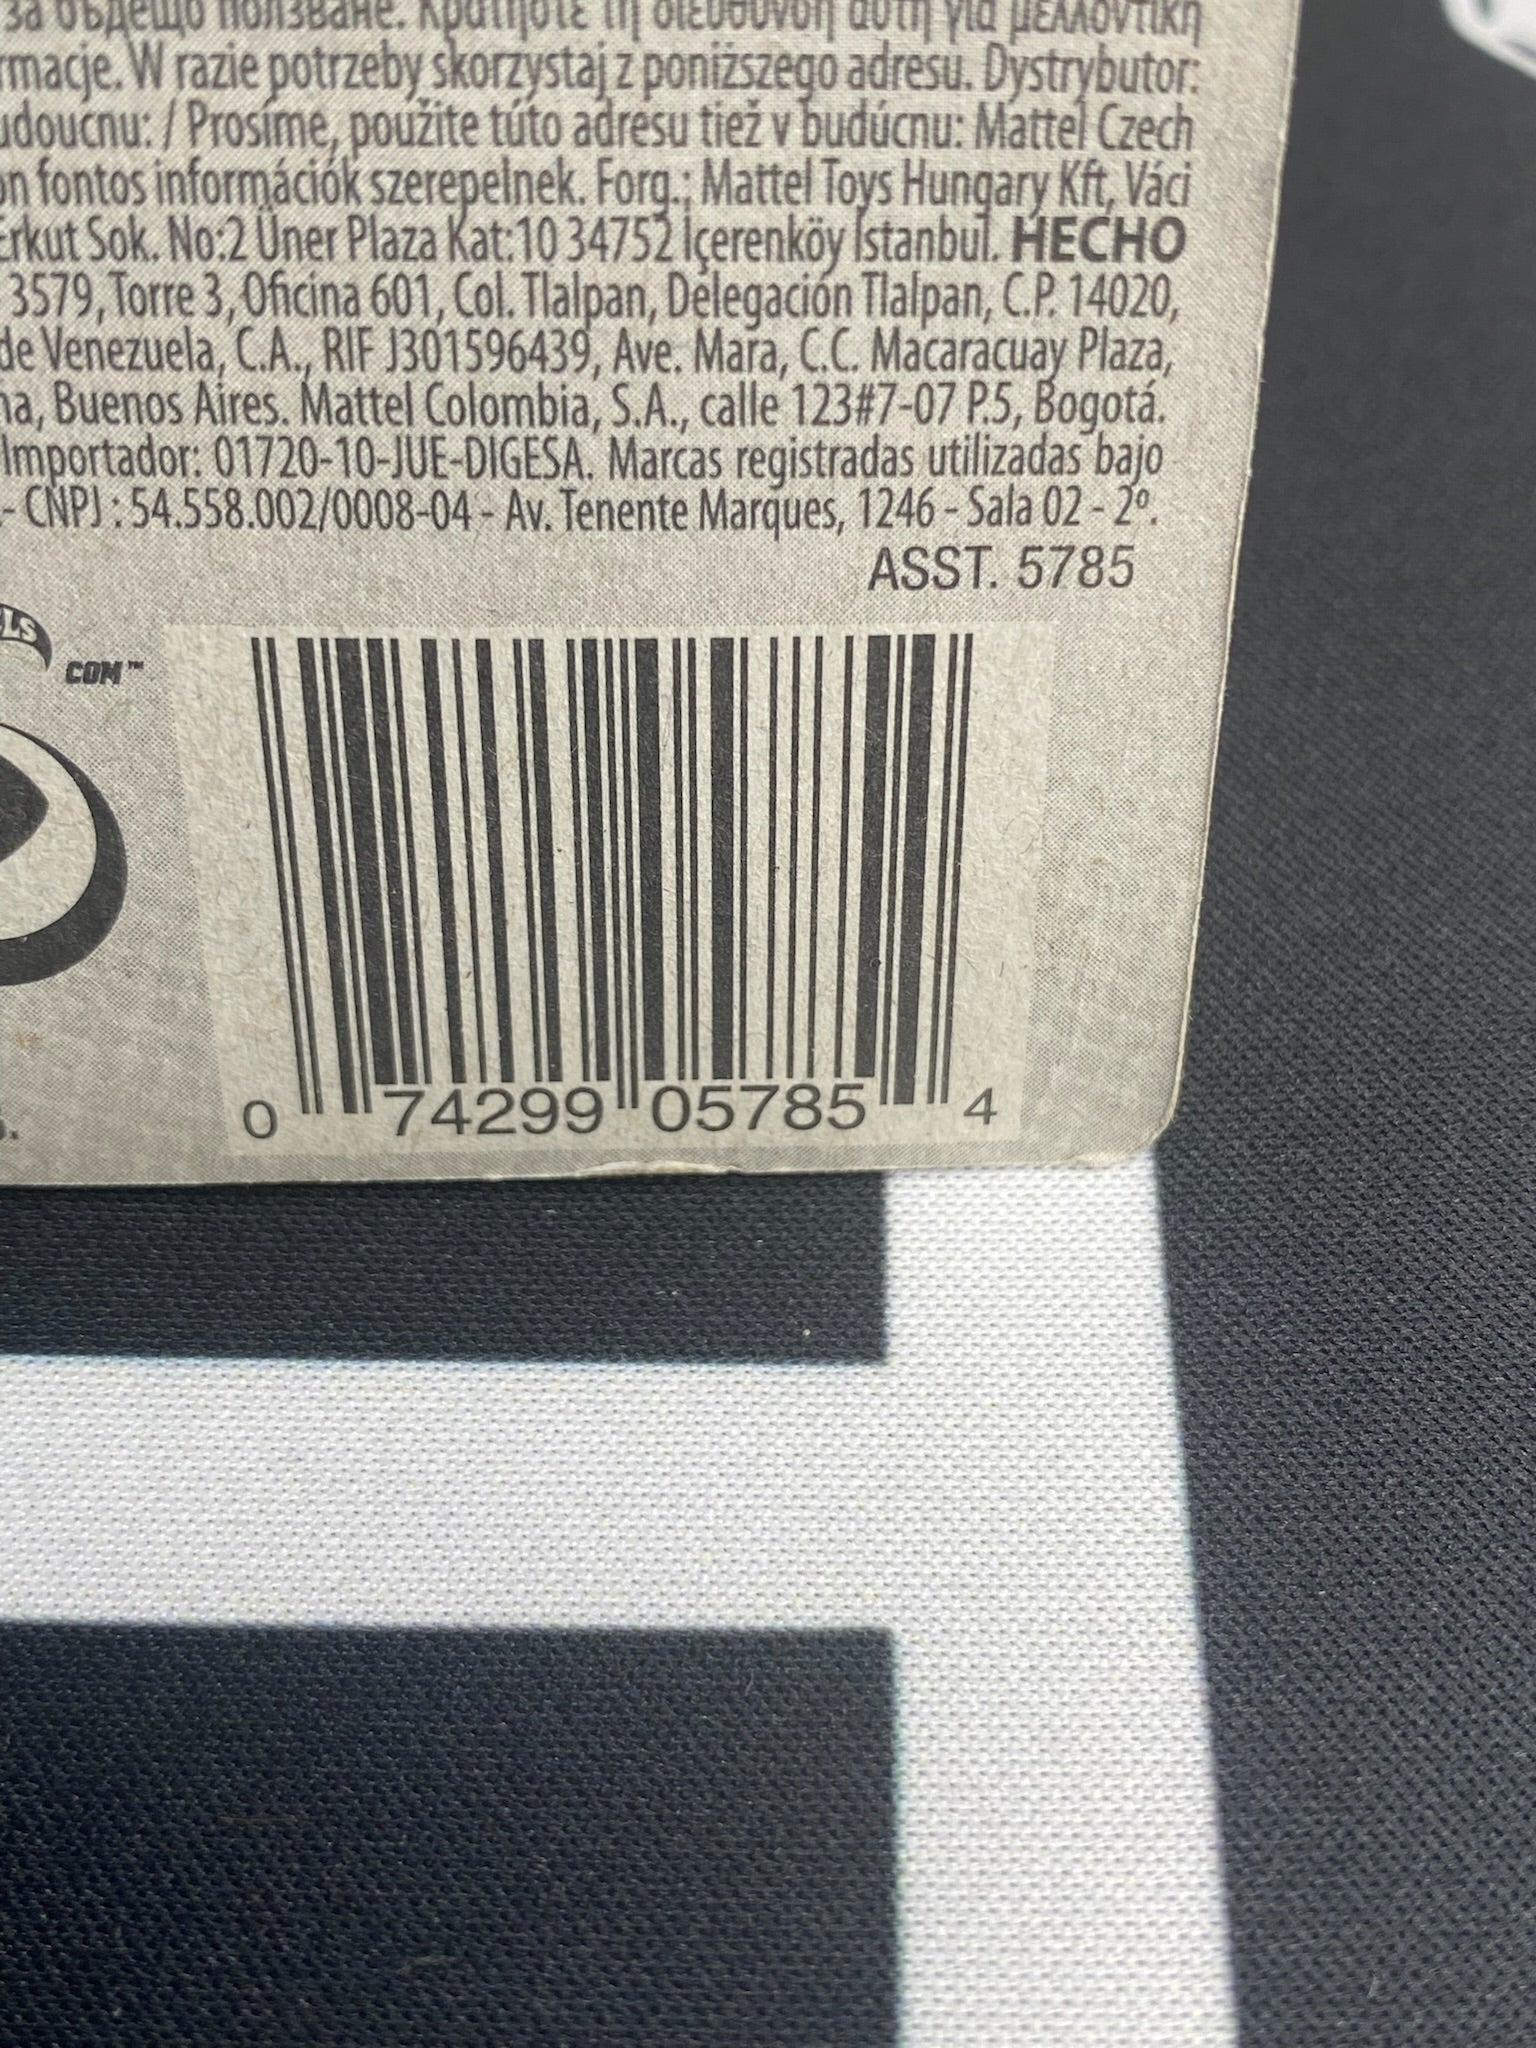 за бъдещо ползване. Κρατήστε τη διεύθυνση αυτή για μελλοντική
rmacje. W razie potrzeby skorzystaj z poniższego adresu. Dystrybutor:
udoucnu: / Prosíme, použite túto adresu tiež v budúcnu: Mattel Czech
on fontos információk szerepelnek. Forg.: Mattel Toys Hungary Kft, Váci
Erkut Sok. No:2 Üner Plaza Kat:10 34752 İçerenköy İstanbul. HECHO
3579, Torre 3, Oficina 601, Col. Tlalpan, Delegación Tlalpan, C.P. 14020,
de Venezuela, C.A., RIF J301596439, Ave. Mara, C.C. Macaracuay Plaza,
na, Buenos Aires. Mattel Colombia, S.A., calle 123#7-07 P.5, Bogotá.
Importador: 01720-10-JUE-DIGESA. Marcas registradas utilizadas bajo
.- CNPJ : 54.558.002/0008-04 - Av. Tenente Marques, 1246 - Sala 02 - 2º.
ASST. 5785
ELS
COM™
0 74299 05785 4